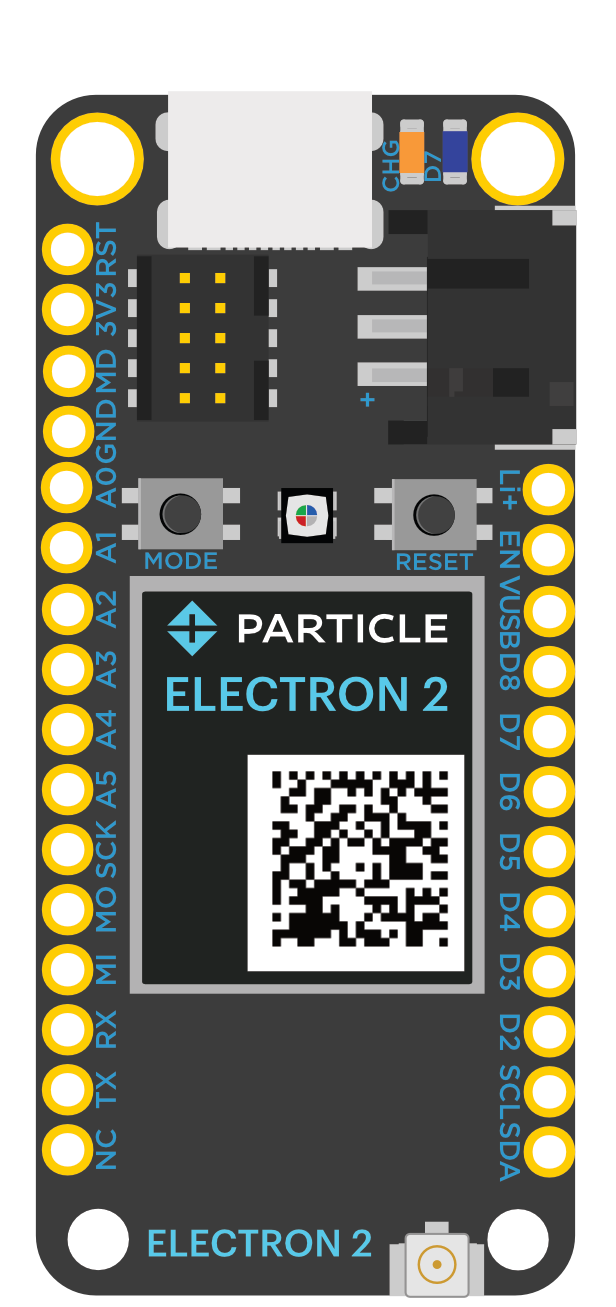 CHG
D7
RST
3V3
MD
GND
A0
A1
A2
A3
A4
A5
SCK
MO
MI
RX
TX
NC
+
MODE
RESET
PARTICLE
ELECTRON 2
Li+
EN
VUSB
D8
D7
D6
D5
D4
D3
D2
SCL
SDA
ELECTRON 2